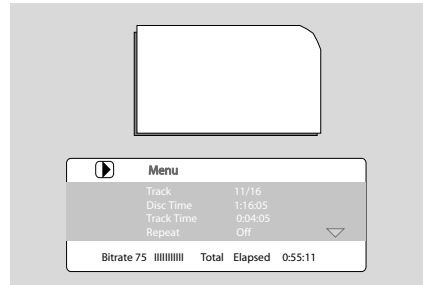 Menu
Track 11/16
Disc Time 1:16:05
Track Time 0:04:05
Repeat Off
Bitrate 75 IIIIIIIIII Total Elapsed 0:55:11